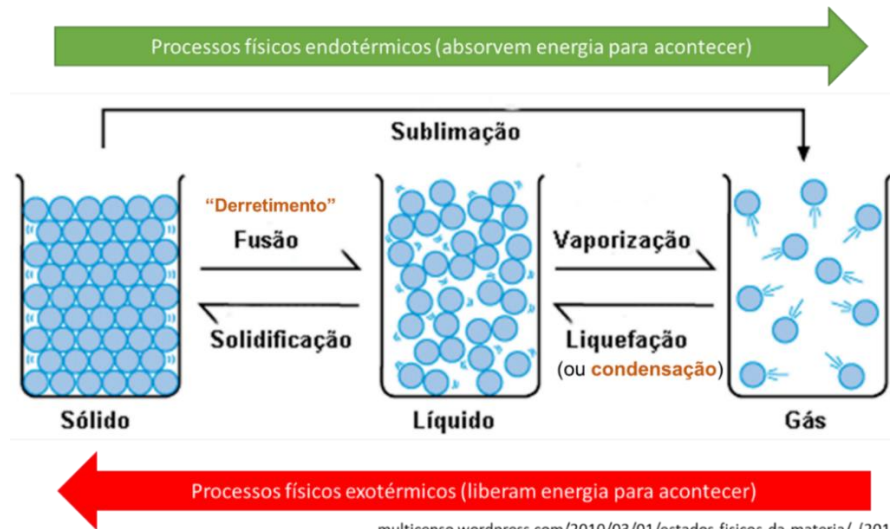 Processos físicos endotérmicos (absorvem energia para acontecer)
Sublimação
“Derretimento”
Fusão
Vaporização
Solidificação
Liquefação
(ou condensação)
Sólido
Líquido
Gás
Processos físicos exotérmicos (liberam energia para acontecer)